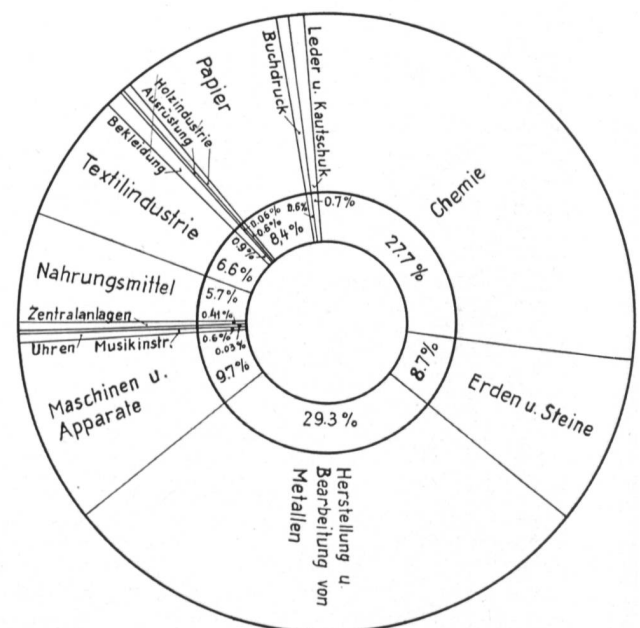 Leder u. Kautschuk
Buchdruck
Papier
Holzindustrie
Ausrüstung
Bekleidung
Textilindustrie
Nahrungsmittel
Zentralanlagen
Uhren
Musikinstr.
Maschinen u.
Apparate
Herstellung u.
Bearbeitung von
Metallen
Erden u. Steine
Chemie
0.7%
27.7%
8.7%
29.3%
9.7%
0.03%
0.6%
0.41%
5.7%
6.6%
0.9%
0.06%
0.6%
8,4%
0.6%